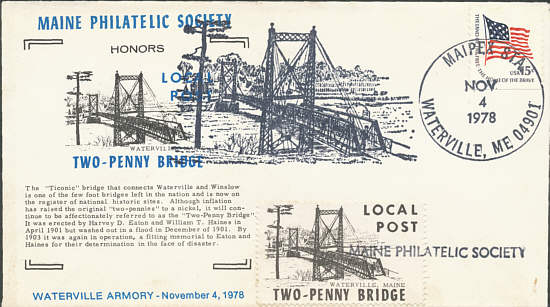 MAINE PHILATELIC SOCIETY
HONORS
LOCAL
POST
WATERVILLE
TWO-PENNY BRIDGE
The "Ticonic" bridge that connects Waterville and Winslow
is one of the few foot bridges left in the nation and is now on
the register of national historic sites. Although inflation
has raised the original "two-pennies" to a nickel, it will con-
tinue to be affectionately referred to as the "Two-Penny Bridge".
It was erected by Harvey D. Eaton and William T. Haines in
April 1901 but washed out in a flood in December of 1901. By
1903 it was again in operation, a fitting memorial to Eaton and
Haines for their determination in the face of disaster.
WATERVILLE ARMORY - November 4, 1978
USA 15c
OF THE BRAVE
MAIPEX STA.
NOV
4
1978
WATERVILLE, ME 04901
LOCAL
POST
MAINE PHILATELIC SOCIETY
WATERVILLE, MAINE
TWO-PENNY BRIDGE